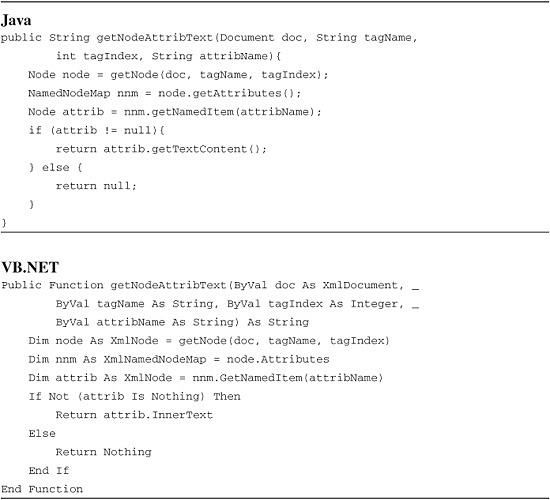 Java
public String getNodeAttribText(Document doc, String tagName,
        int tagIndex, String attribName){
    Node node = getNode(doc, tagName, tagIndex);
    NamedNodeMap nnm = node.getAttributes();
    Node attrib = nnm.getNamedItem(attribName);
    if (attrib != null){
        return attrib.getTextContent();
    } else {
        return null;
    }
}
VB.NET
Public Function getNodeAttribText(ByVal doc As XmlDocument, _
        ByVal tagName As String, ByVal tagIndex As Integer, _
        ByVal attribName As String) As String
    Dim node As XmlNode = getNode(doc, tagName, tagIndex)
    Dim nnm As XmlNamedNodeMap = node.Attributes
    Dim attrib As XmlNode = nnm.GetNamedItem(attribName)
    If Not (attrib Is Nothing) Then
        Return attrib.InnerText
    Else
        Return Nothing
    End If
End Function